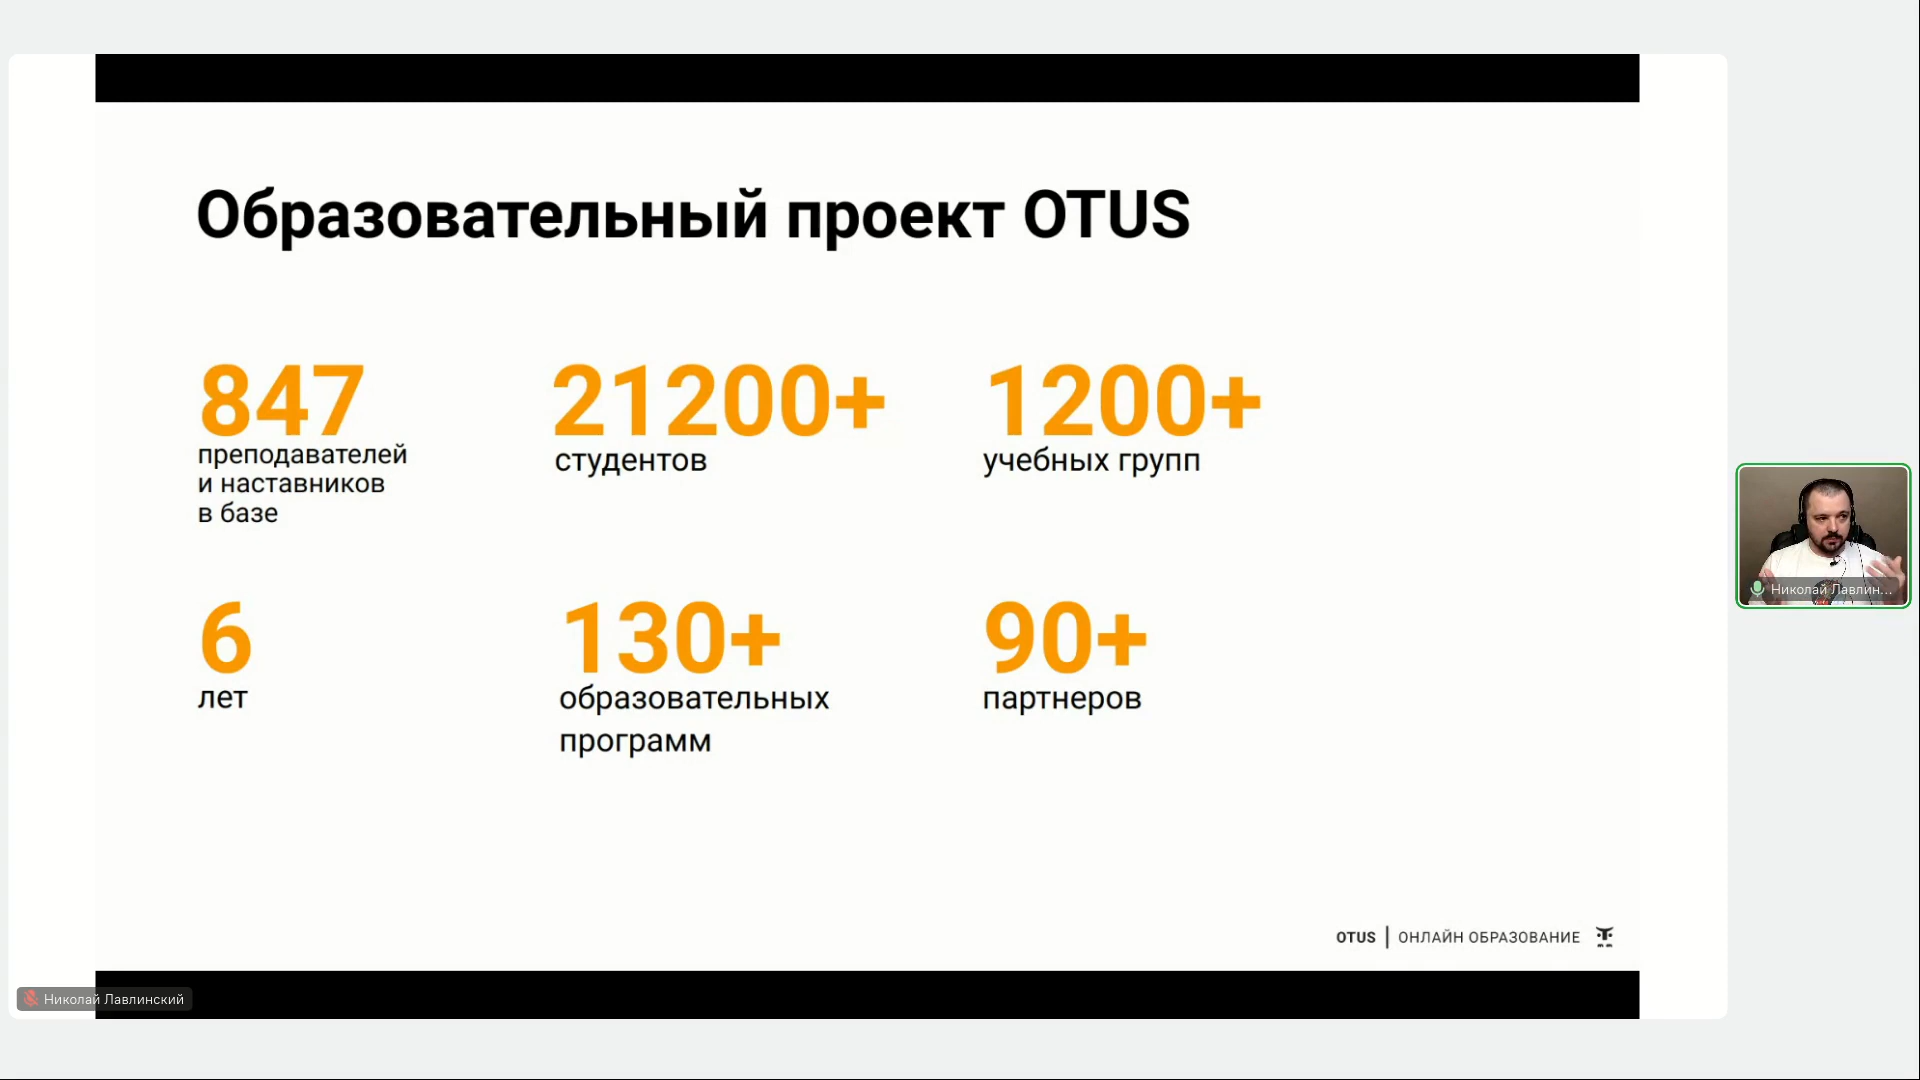 Образовательный проект OTUS
847
преподавателей
и наставников
в базе
21200+
студентов
1200+
учебных групп
6
лет
130+
образовательных
программ
90+
партнеров
OTUS | ОНЛАЙН ОБРАЗОВАНИЕ
Николай Лавлинский
Николай Лавлин...